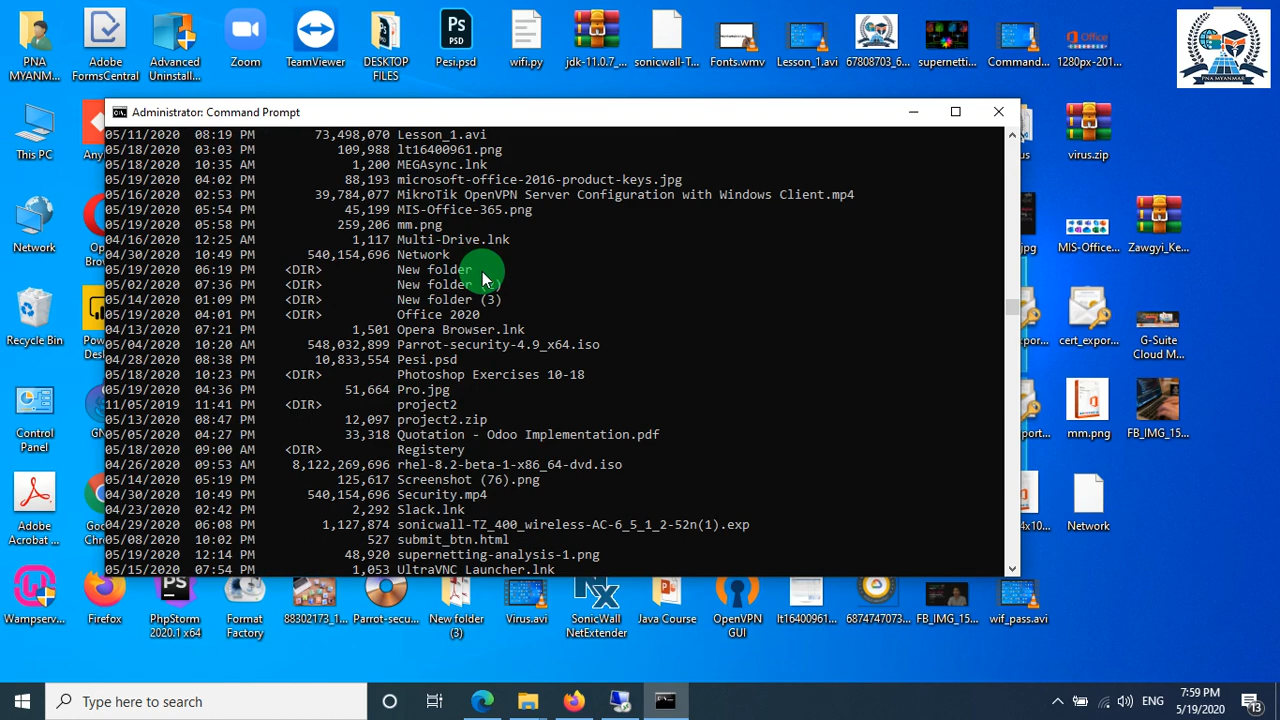 PNA MYANM...
Adobe FormsCentral
Advanced Uninstall...
Zoom
TeamViewer
DESKTOP FILES
Pesi.psd
wifi.py
jdk-11.0.7_...
sonicwall-T...
Fonts.wmv
Lesson_1.avi
67808703_6...
supernetti...
Command...
1280px-201...
PNA MYANMAR
Administrator: Command Prompt
05/11/2020 08:19 PM 73,498,070 Lesson_1.avi
05/18/2020 03:03 PM 109,988 lt16400961.png
05/18/2020 10:35 AM 1,200 MEGAsync.lnk
05/19/2020 04:02 PM 88,193 microsoft-office-2016-product-keys.jpg
05/16/2020 02:53 PM 39,784,077 MikroTik OpenVPN Server Configuration with Windows Client.mp4
05/19/2020 05:54 PM 45,199 MIS-Office-365.png
05/19/2020 05:58 PM 259,206 mm.png
04/16/2020 12:25 AM 1,117 Multi-Drive.lnk
04/30/2020 10:49 PM 540,154,696 Network
05/19/2020 06:19 PM <DIR> New folder
05/02/2020 07:36 PM <DIR> New folder (2)
05/14/2020 01:09 PM <DIR> New folder (3)
05/19/2020 04:01 PM <DIR> Office 2020
04/13/2020 07:21 PM 1,501 Opera Browser.lnk
05/04/2020 10:20 AM 548,032,899 Parrot-security-4.9_x64.iso
04/28/2020 08:38 PM 10,833,554 Pesi.psd
05/18/2020 10:23 PM <DIR> Photoshop Exercises 10-18
05/19/2020 04:36 PM 51,664 Pro.jpg
11/05/2019 11:41 PM <DIR> project2
05/13/2020 08:47 PM 12,097 project2.zip
05/05/2020 04:27 PM 33,318 Quotation - Odoo Implementation.pdf
05/18/2020 09:00 AM <DIR> Registery
04/26/2020 09:53 AM 8,122,269,696 rhel-8.2-beta-1-x86_64-dvd.iso
05/14/2020 05:19 PM 125,617 Screenshot (76).png
04/30/2020 10:49 PM 540,154,696 Security.mp4
04/23/2020 02:42 PM 2,292 Slack.lnk
04/29/2020 06:08 PM 1,127,874 sonicwall-TZ_400_wireless-AC-6_5_1_2-52n(1).exp
05/08/2020 10:02 PM 527 submit_btn.html
05/19/2020 12:14 PM 48,920 supernetting-analysis-1.png
05/15/2020 07:54 PM 1,053 UltraVNC Launcher.lnk
This PC
Network
Recycle Bin
Control Panel
Adobe Acrobat ...
virus.zip
MIS-Office...
Zawgyi_Ke...
cert_expor...
G-Suite Cloud M...
mm.png
FB_IMG_15...
Network
Wampserv...
Firefox
PhpStorm 2020.1 x64
Format Factory
88302173_1...
Parrot-secu...
New folder (3)
Virus.avi
SonicWall NetExtender
Java Course
OpenVPN GUI
lt16400961...
6874747073...
FB_IMG_15...
wif_pass.avi
Type here to search
ENG
7:59 PM
5/19/2020
13